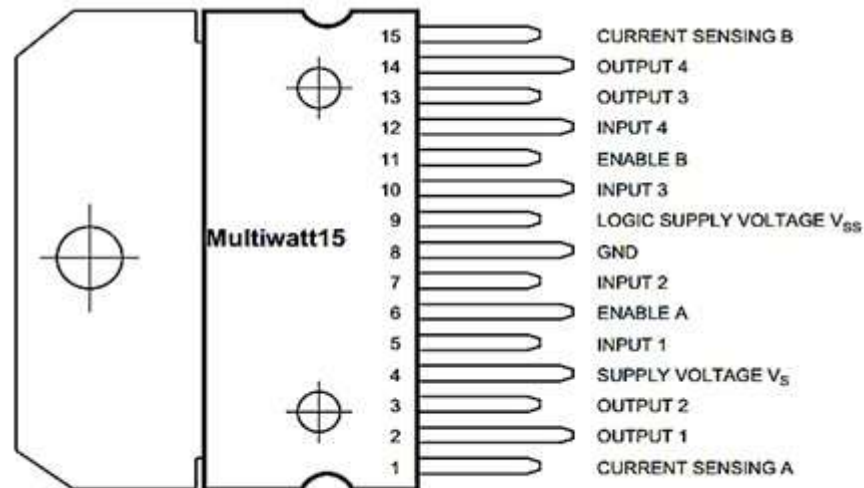 15 CURRENT SENSING B
14 OUTPUT 4
13 OUTPUT 3
12 INPUT 4
11 ENABLE B
10 INPUT 3
9 LOGIC SUPPLY VOLTAGE VSS
8 GND
Multiwatt15
7 INPUT 2
6 ENABLE A
5 INPUT 1
4 SUPPLY VOLTAGE VS
3 OUTPUT 2
2 OUTPUT 1
1 CURRENT SENSING A